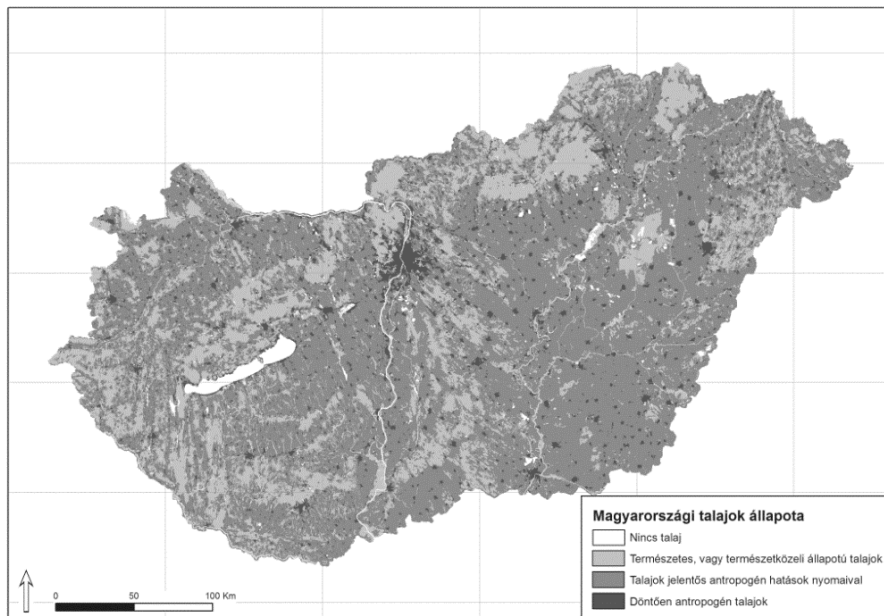 Magyarországi talajok állapota
Nincs talaj
Természetes, vagy természetközeli állapotú talajok
Talajok jelentős antropogén hatások nyomaival
Döntően antropogén talajok
0 50 100 Km